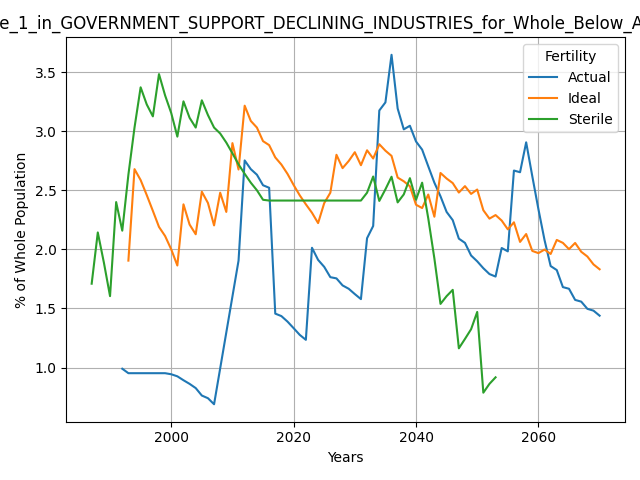 e_1_in_GOVERNMENT_SUPPORT_DECLINING_INDUSTRIES_for_Whole_Below_A
Fertility
Actual
Ideal
Sterile
% of Whole Population
3.5
3.0
2.5
2.0
1.5
1.0
2000
2020
2040
2060
Years